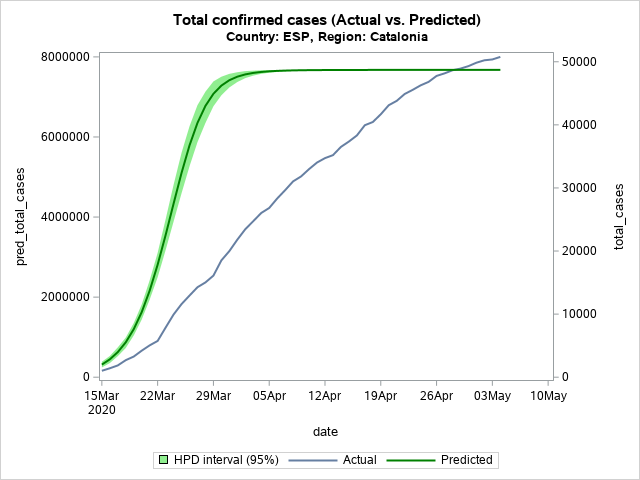 Total confirmed cases (Actual vs. Predicted)
Country: ESP, Region: Catalonia
8000000
6000000
4000000
2000000
0
pred_total_cases
50000
40000
30000
20000
10000
0
total_cases
15Mar 22Mar 29Mar 05Apr 12Apr 19Apr 26Apr 03May 10May
2020
date
HPD interval (95%) Actual Predicted